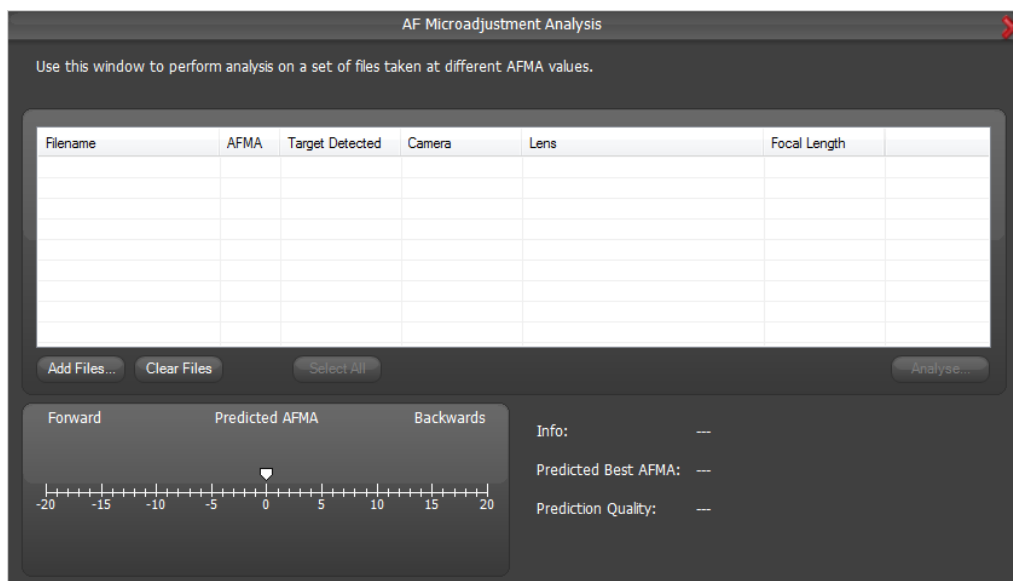 AF Microadjustment Analysis
Use this window to perform analysis on a set of files taken at different AFMA values.
Filename AFMA Target Detected Camera Lens Focal Length
Add Files... Clear Files Select All Analyse...
Forward Predicted AFMA Backwards
-20 -15 -10 -5 0 5 10 15 20
Info: ---
Predicted Best AFMA: ---
Prediction Quality: ---